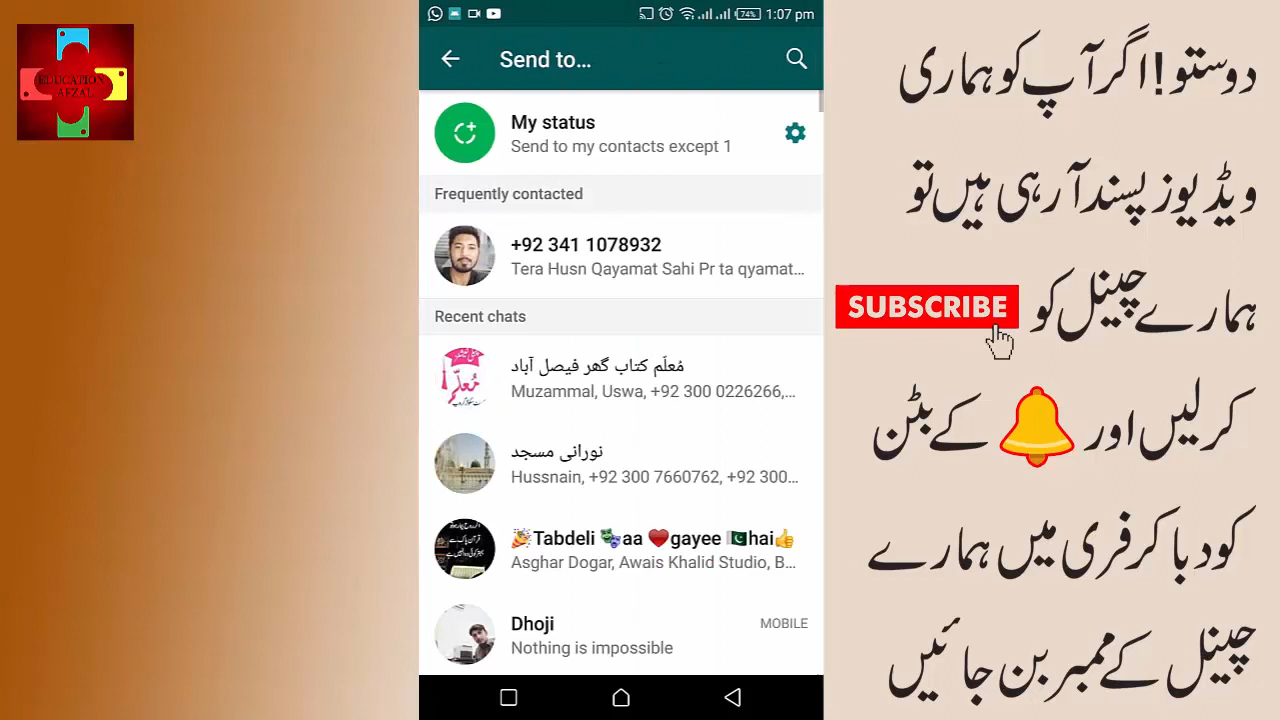 EDUCATION
AFZAL
74% 1:07 pm
Send to...
My status
Send to my contacts except 1
Frequently contacted
+92 341 1078932
Tera Husn Qayamat Sahi Pr ta qyamat...
Recent chats
مُعلّم کتاب گھر فیصل آباد
Muzammal, Uswa, +92 300 0226266,...
نورانی مسجد
Hussnain, +92 300 7660762, +92 300...
🎉Tabdeli 🎭aa ❤️gayee 🇵🇰hai👍
Asghar Dogar, Awais Khalid Studio, B...
Dhoji MOBILE
Nothing is impossible
دوستو! اگر آپ کو ہماری
ویڈیوز پسند آ رہی ہیں تو
ہمارے چینل کو SUBSCRIBE
کر لیں اور 🔔 کے بٹن
کو دبا کر فری میں ہمارے
چینل کے ممبر بن جائیں